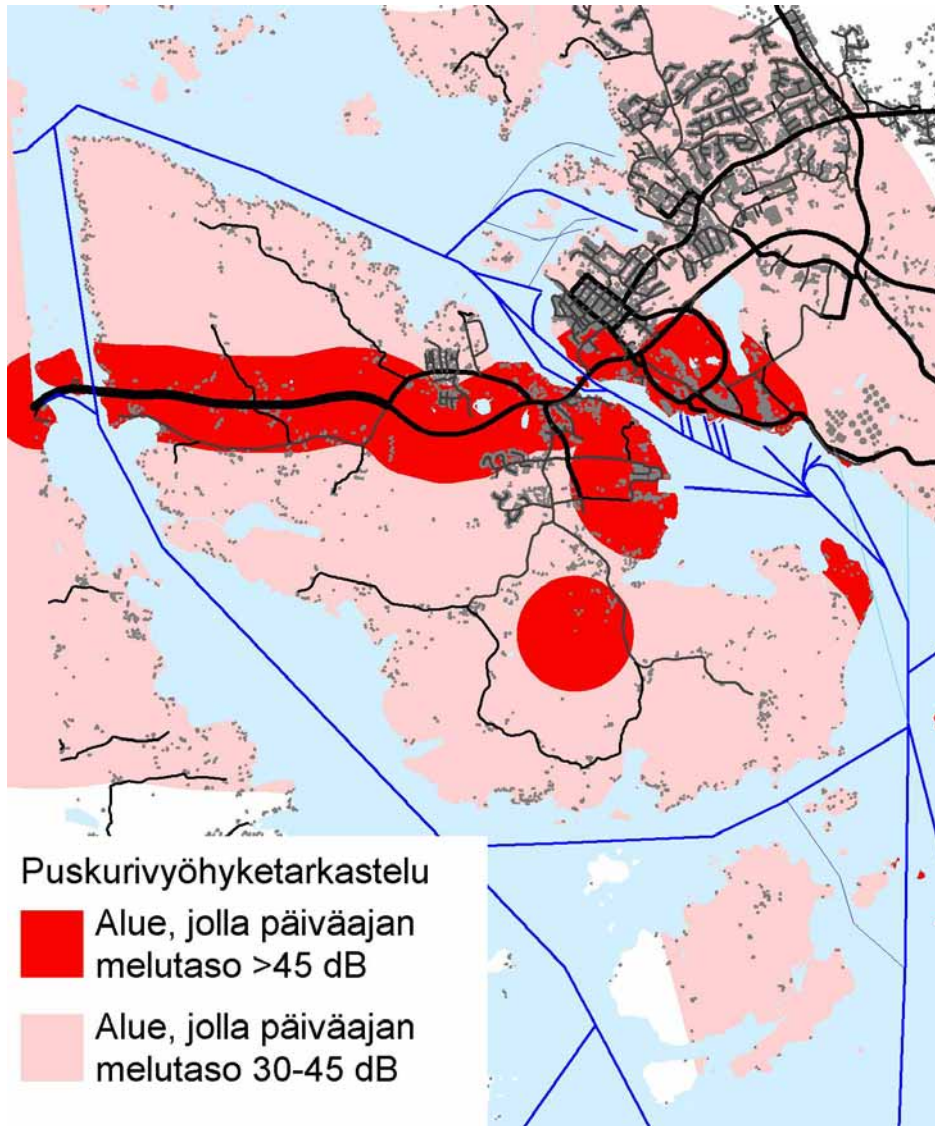 Puskurivyöhyketarkastelu
Alue, jolla päiväajan
melutaso >45 dB
Alue, jolla päiväajan
melutaso 30-45 dB